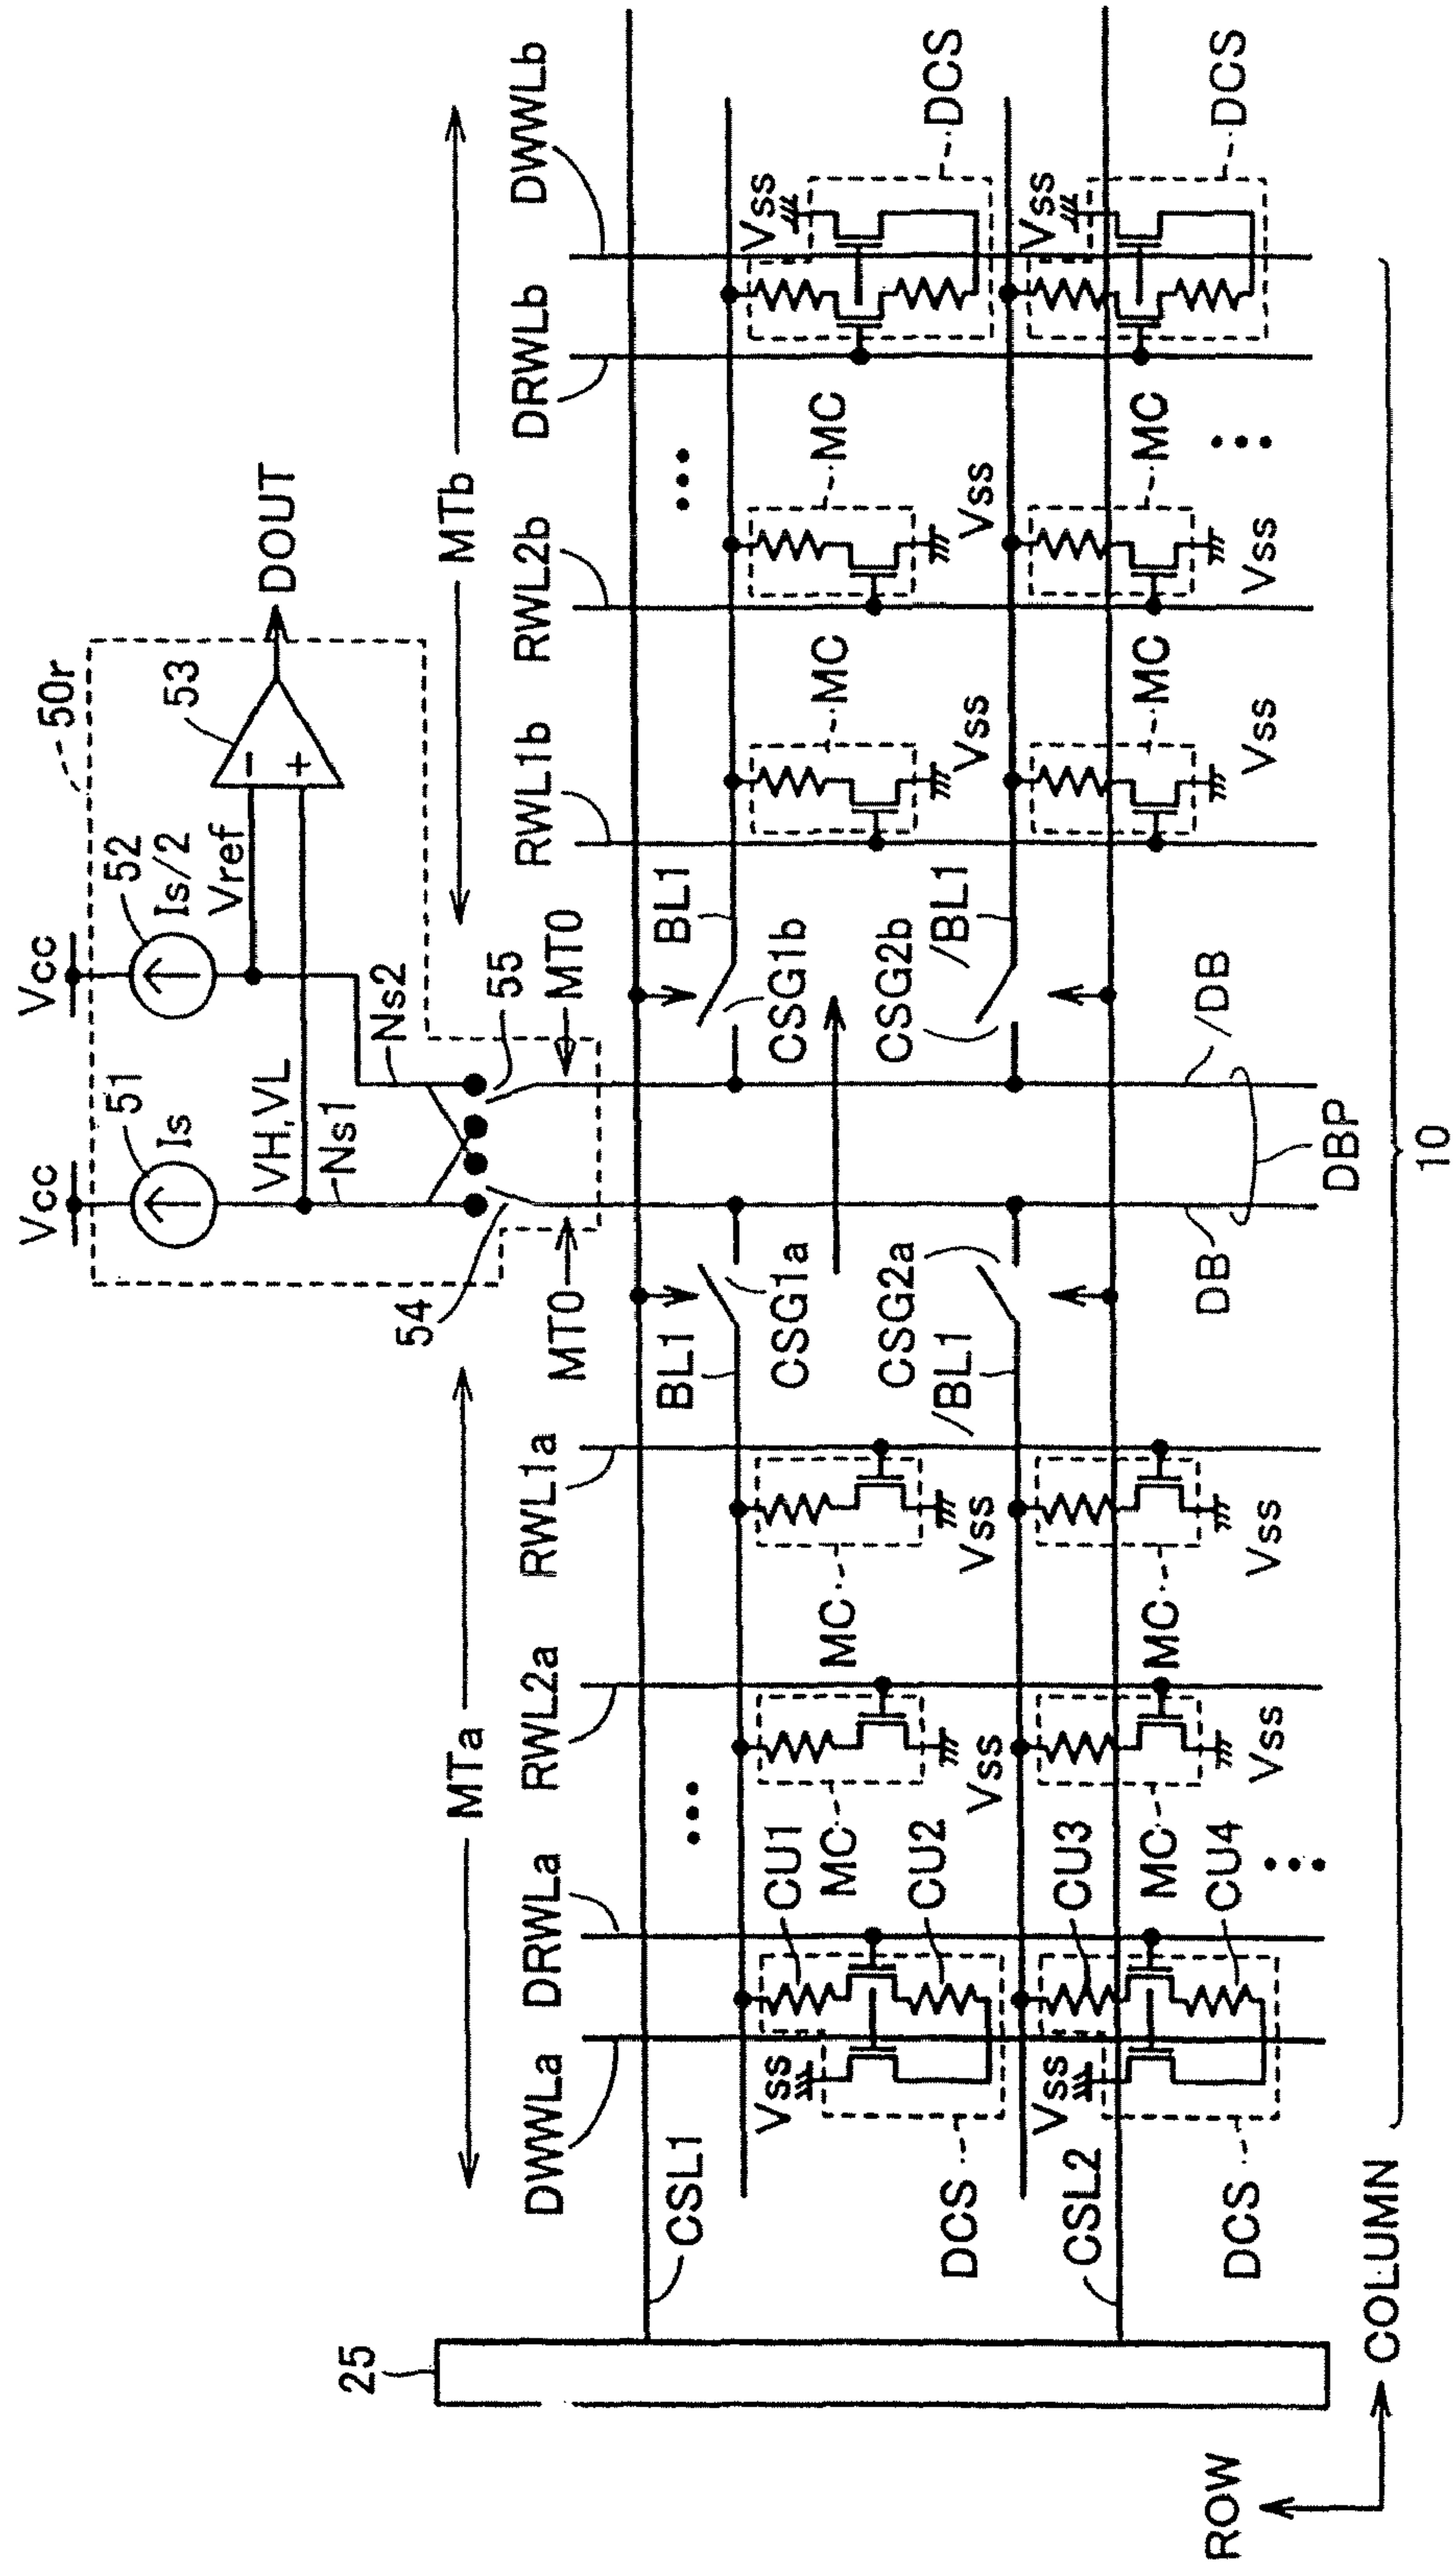 Vcc
Vcc
50r
51
Is
52
Is/2
53
VH,VL
Vref
DOUT
Ns1
Ns2
54
55
MTa
MTb
MT0
MT0
DWWLa
DRWLa
RWL2a
RWL1a
RWL1b
RWL2b
DRWLb
DWWLb
25
CSL1
BL1
BL1
CSG1a
CSG1b
Vss
CU1
CU2
MC
MC
MC
MC
Vss
Vss
Vss
Vss
Vss
DCS
DCS
CSG2a
CSG2b
/BL1
/BL1
CSL2
Vss
CU3
CU4
MC
MC
MC
MC
Vss
Vss
Vss
Vss
Vss
DCS
DCS
DB
/DB
DBP
10
ROW
COLUMN